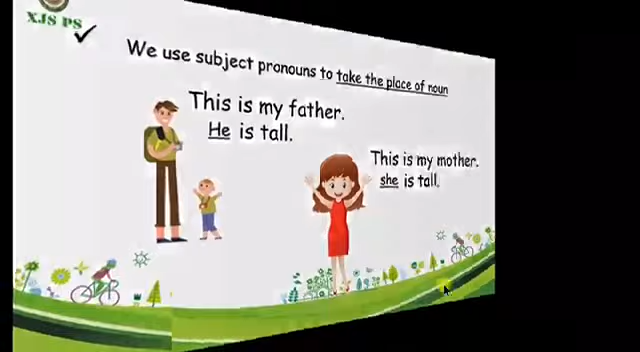 XJS PS
We use subject pronouns to take the place of noun
This is my father.
He is tall.
This is my mother.
she is tall.